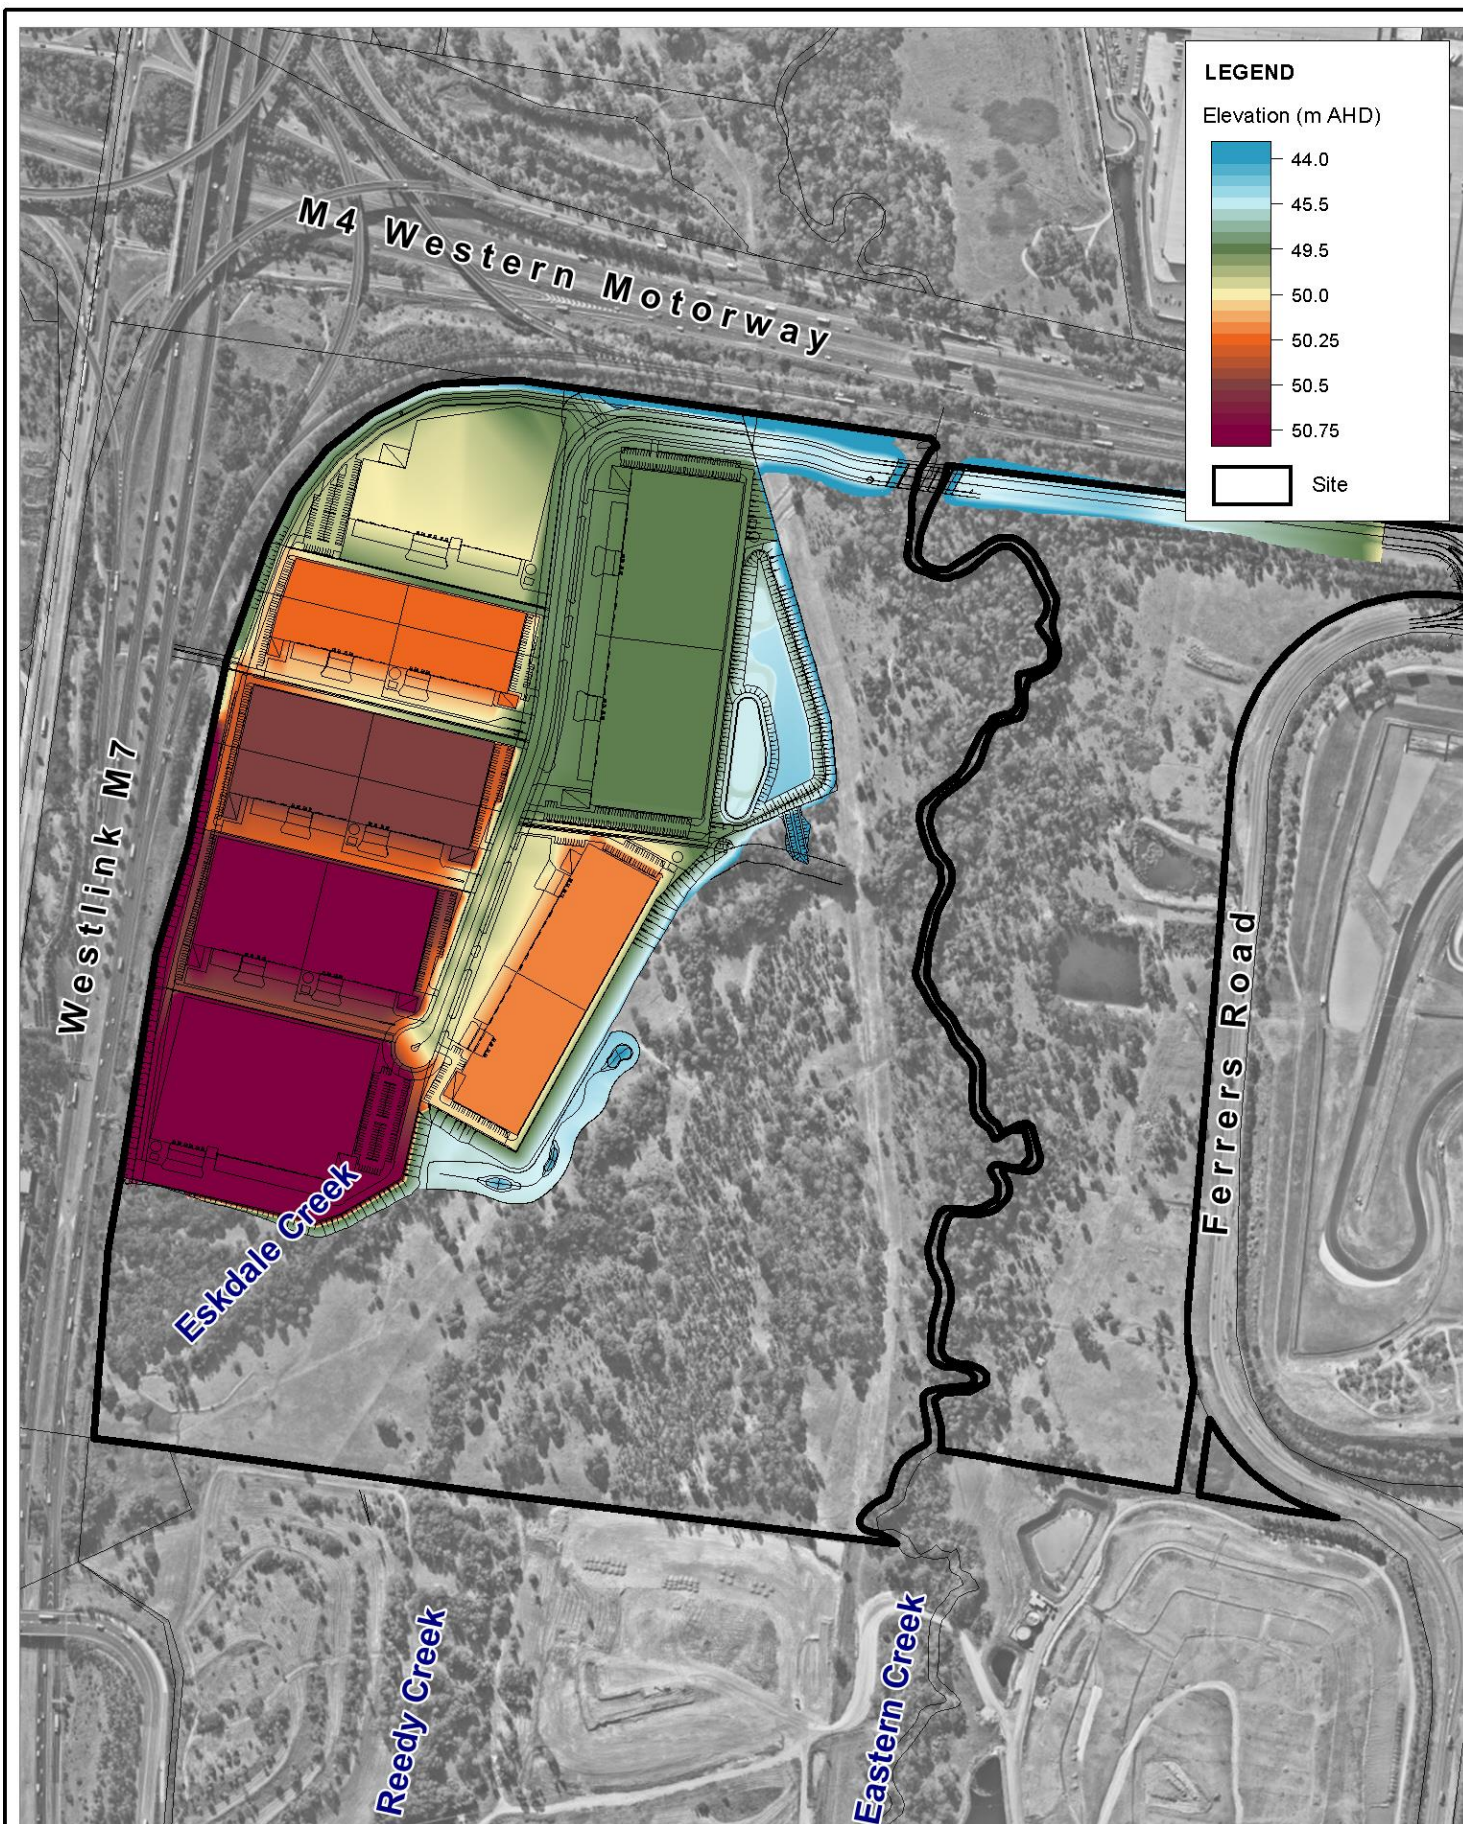 LEGEND
Elevation (m AHD)
44.0
45.5
49.5
50.0
50.25
50.5
50.75
Site
M4 Western Motorway
Westlink M7
Ferrers Road
Eskdale Creek
Reedy Creek
Eastern Creek